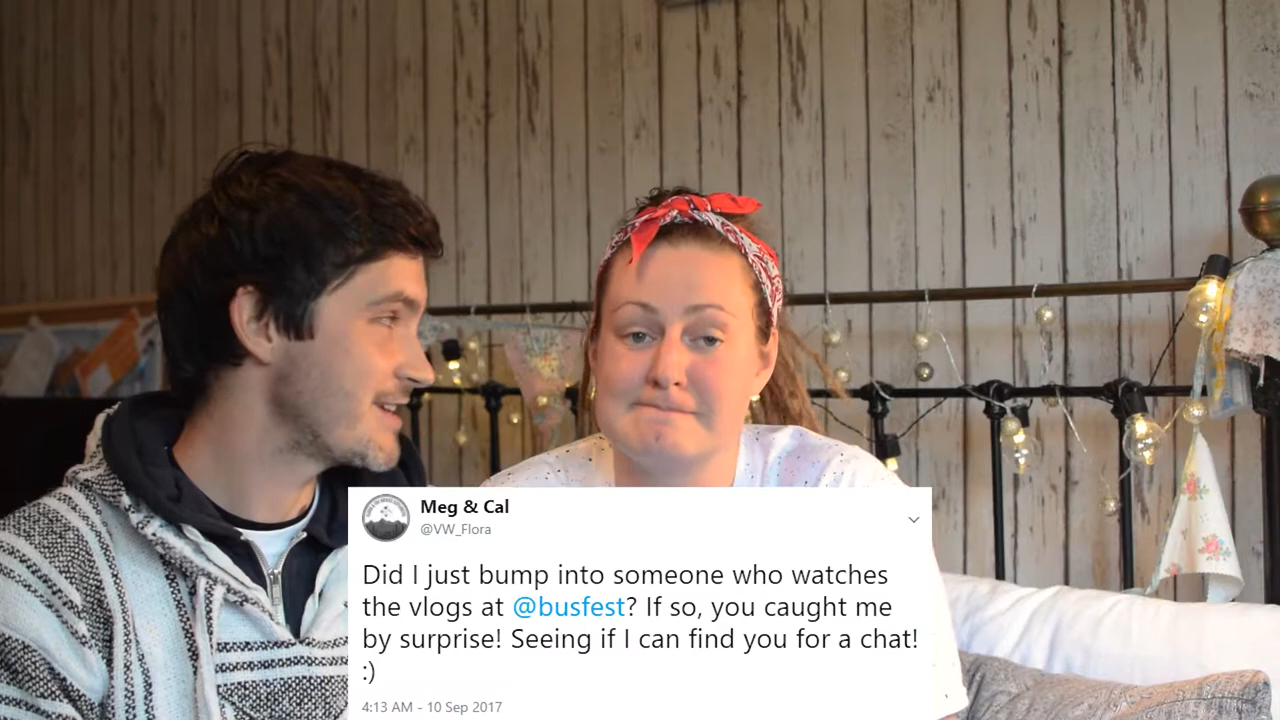 Meg & Cal
@VW_Flora
Did I just bump into someone who watches
the vlogs at @busfest? If so, you caught me
by surprise! Seeing if I can find you for a chat!
:)
4:13 AM - 10 Sep 2017